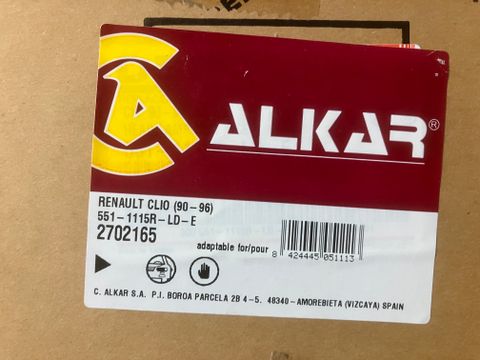 ALKAR®
RENAULT CLIO (90-96)
551-1115R-LD-E
2702165
adaptable for/pour
8 424445 051113
C. ALKAR S.A. P.I. BOROA PARCELA 2B 4-5. 48340-AMOREBIETA (VIZCAYA) SPAIN